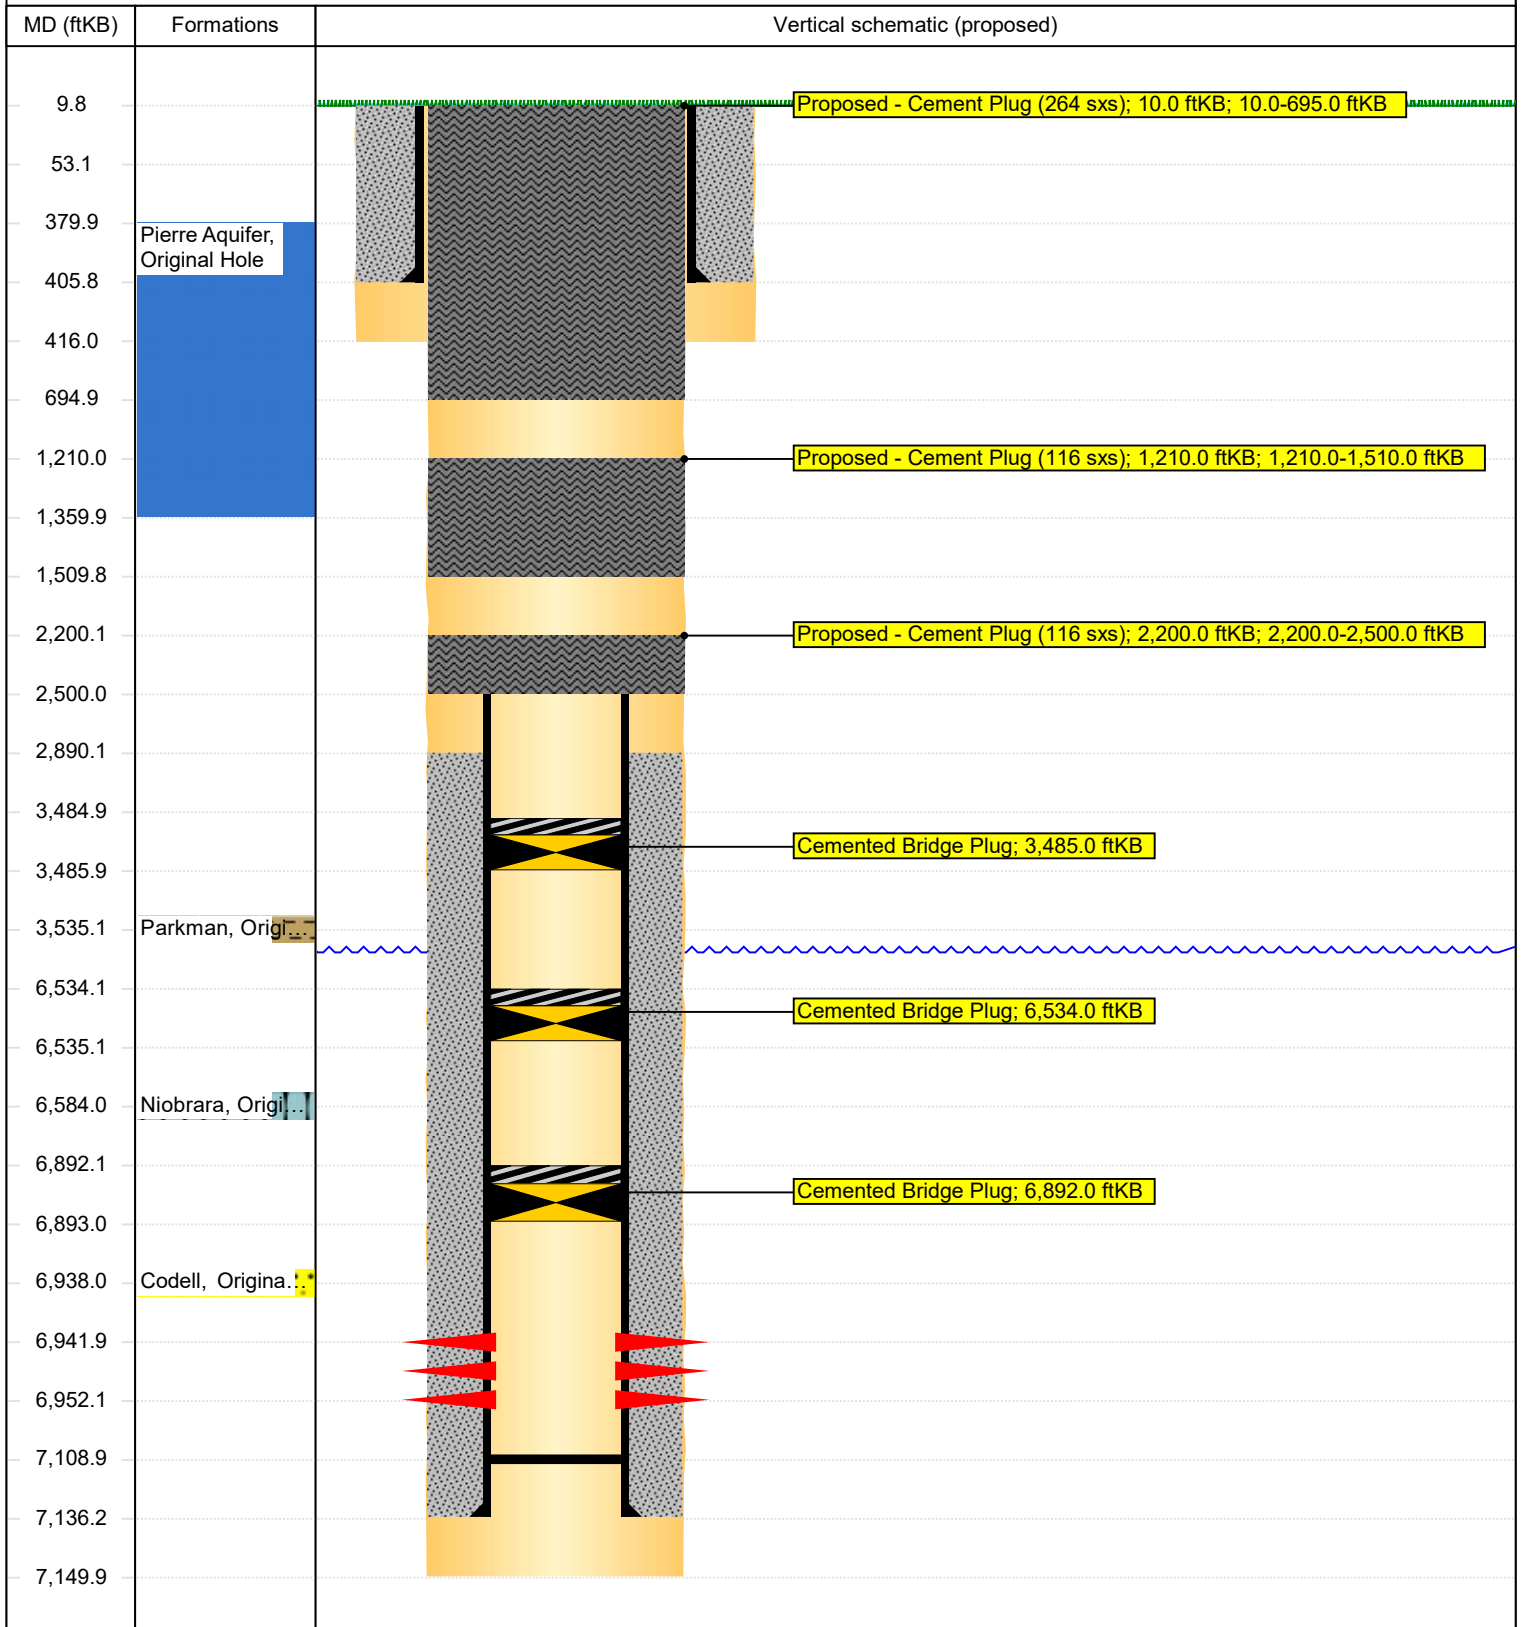 MD (ftKB) Formations Vertical schematic (proposed)
9.8 Proposed - Cement Plug (264 sxs); 10.0 ftKB; 10.0-695.0 ftKB
53.1
379.9
Pierre Aquifer,
Original Hole
405.8
416.0
694.9
1,210.0 Proposed - Cement Plug (116 sxs); 1,210.0 ftKB; 1,210.0-1,510.0 ftKB
1,359.9
1,509.8
2,200.1 Proposed - Cement Plug (116 sxs); 2,200.0 ftKB; 2,200.0-2,500.0 ftKB
2,500.0
2,890.1
3,484.9
Cemented Bridge Plug; 3,485.0 ftKB
3,485.9
3,535.1 Parkman, Origi...
6,534.1
Cemented Bridge Plug; 6,534.0 ftKB
6,535.1
6,584.0 Niobrara, Origi...
6,892.1
Cemented Bridge Plug; 6,892.0 ftKB
6,893.0
6,938.0 Codell, Origina...
6,941.9
6,952.1
7,108.9
7,136.2
7,149.9